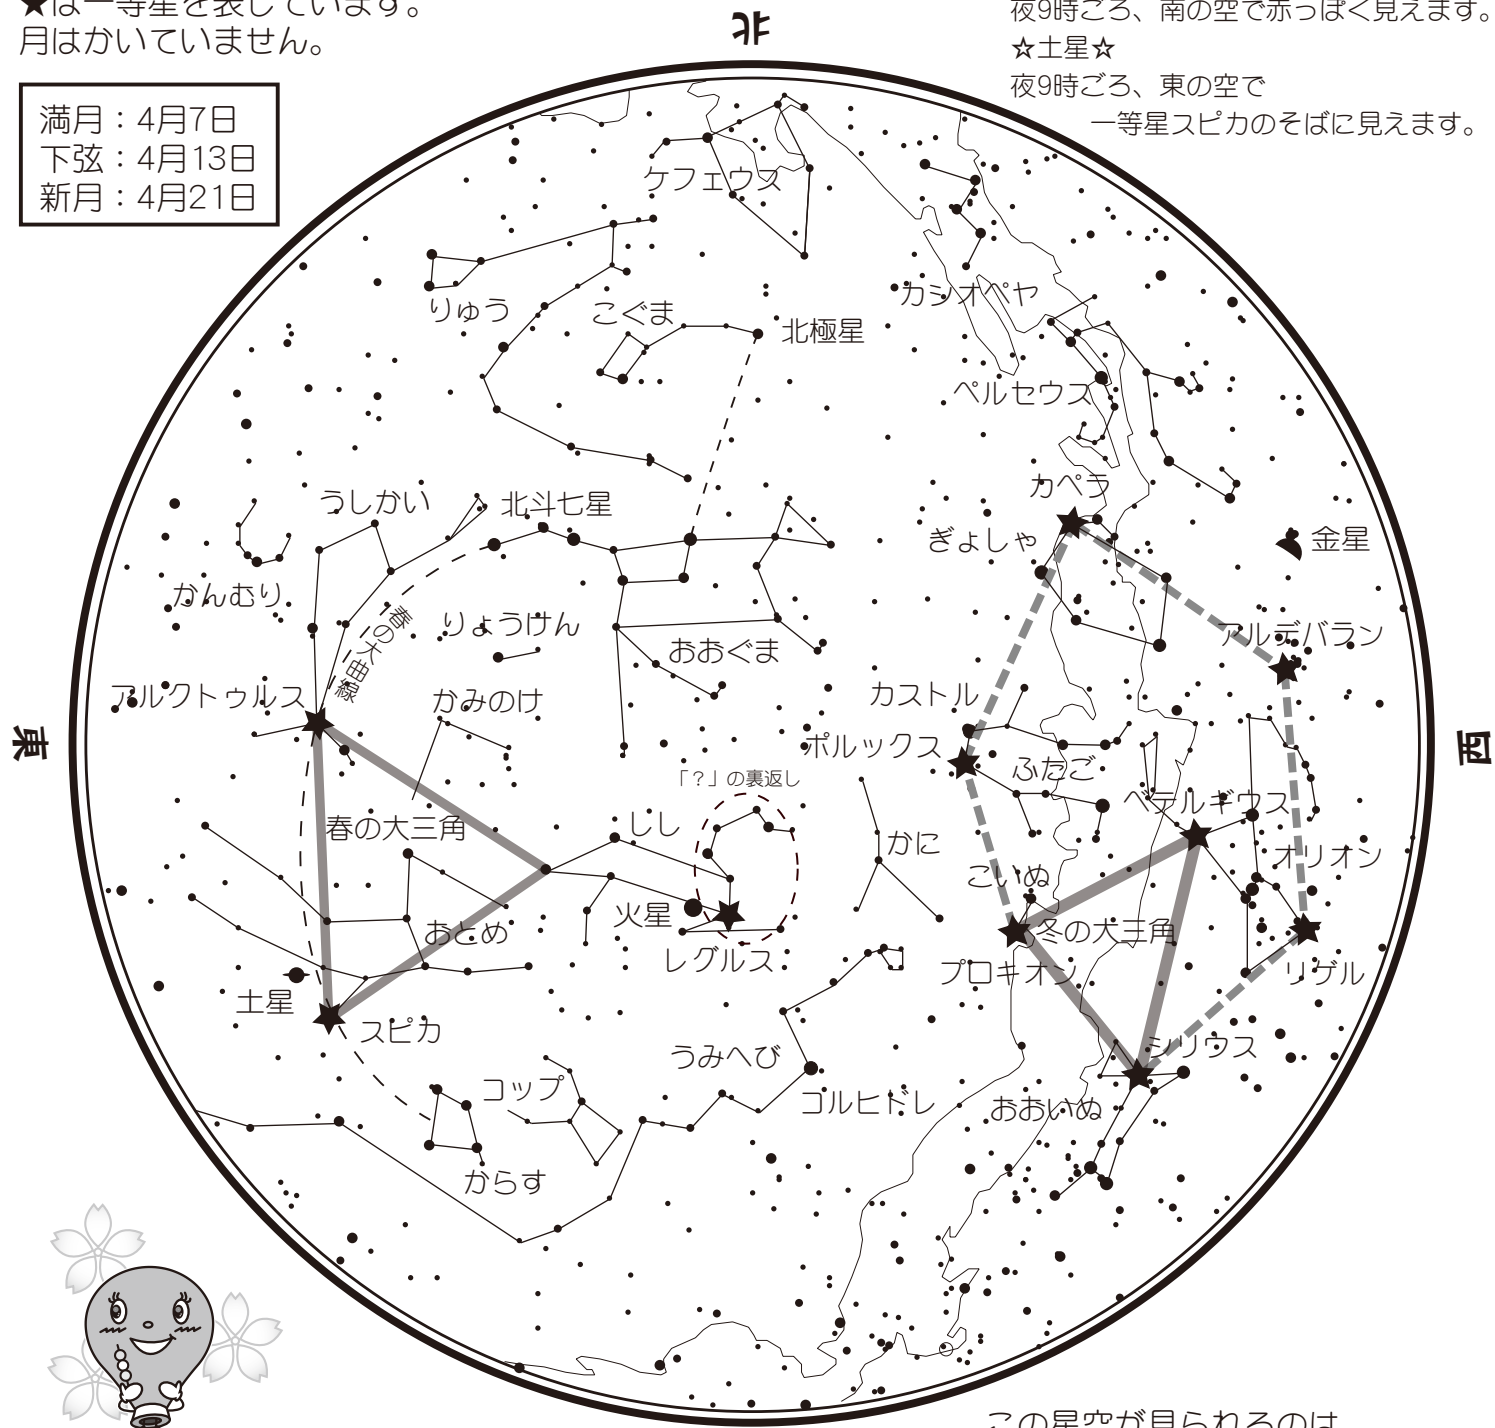 ★は一等星を表しています。
月はかいていません。
満月：4月7日
下弦：4月13日
新月：4月21日
北
夜9時ごろ、南の空で赤っぽく見えます。
☆土星☆
夜9時ごろ、東の空で
一等星スピカのそばに見えます。
ケフェウス
りゅう
こぐま
北極星
カシオペヤ
ペルセウス
うしかい
北斗七星
カペラ
ぎょしゃ
金星
かんむり
春の大曲線
りょうけん
おおぐま
アルデバラン
アルクトゥルス
かみのけ
カストル
東
ポルックス
西
「？」の裏返し
ふたご
ベテルギウス
春の大三角
しし
かに
オリオン
こいぬ
火星
おとめ
冬の大三角
レグルス
プロキオン
リゲル
土星
スピカ
うみへび
シリウス
コップ
コルヒドレ
おおいぬ
からす
この星空が見られるのは